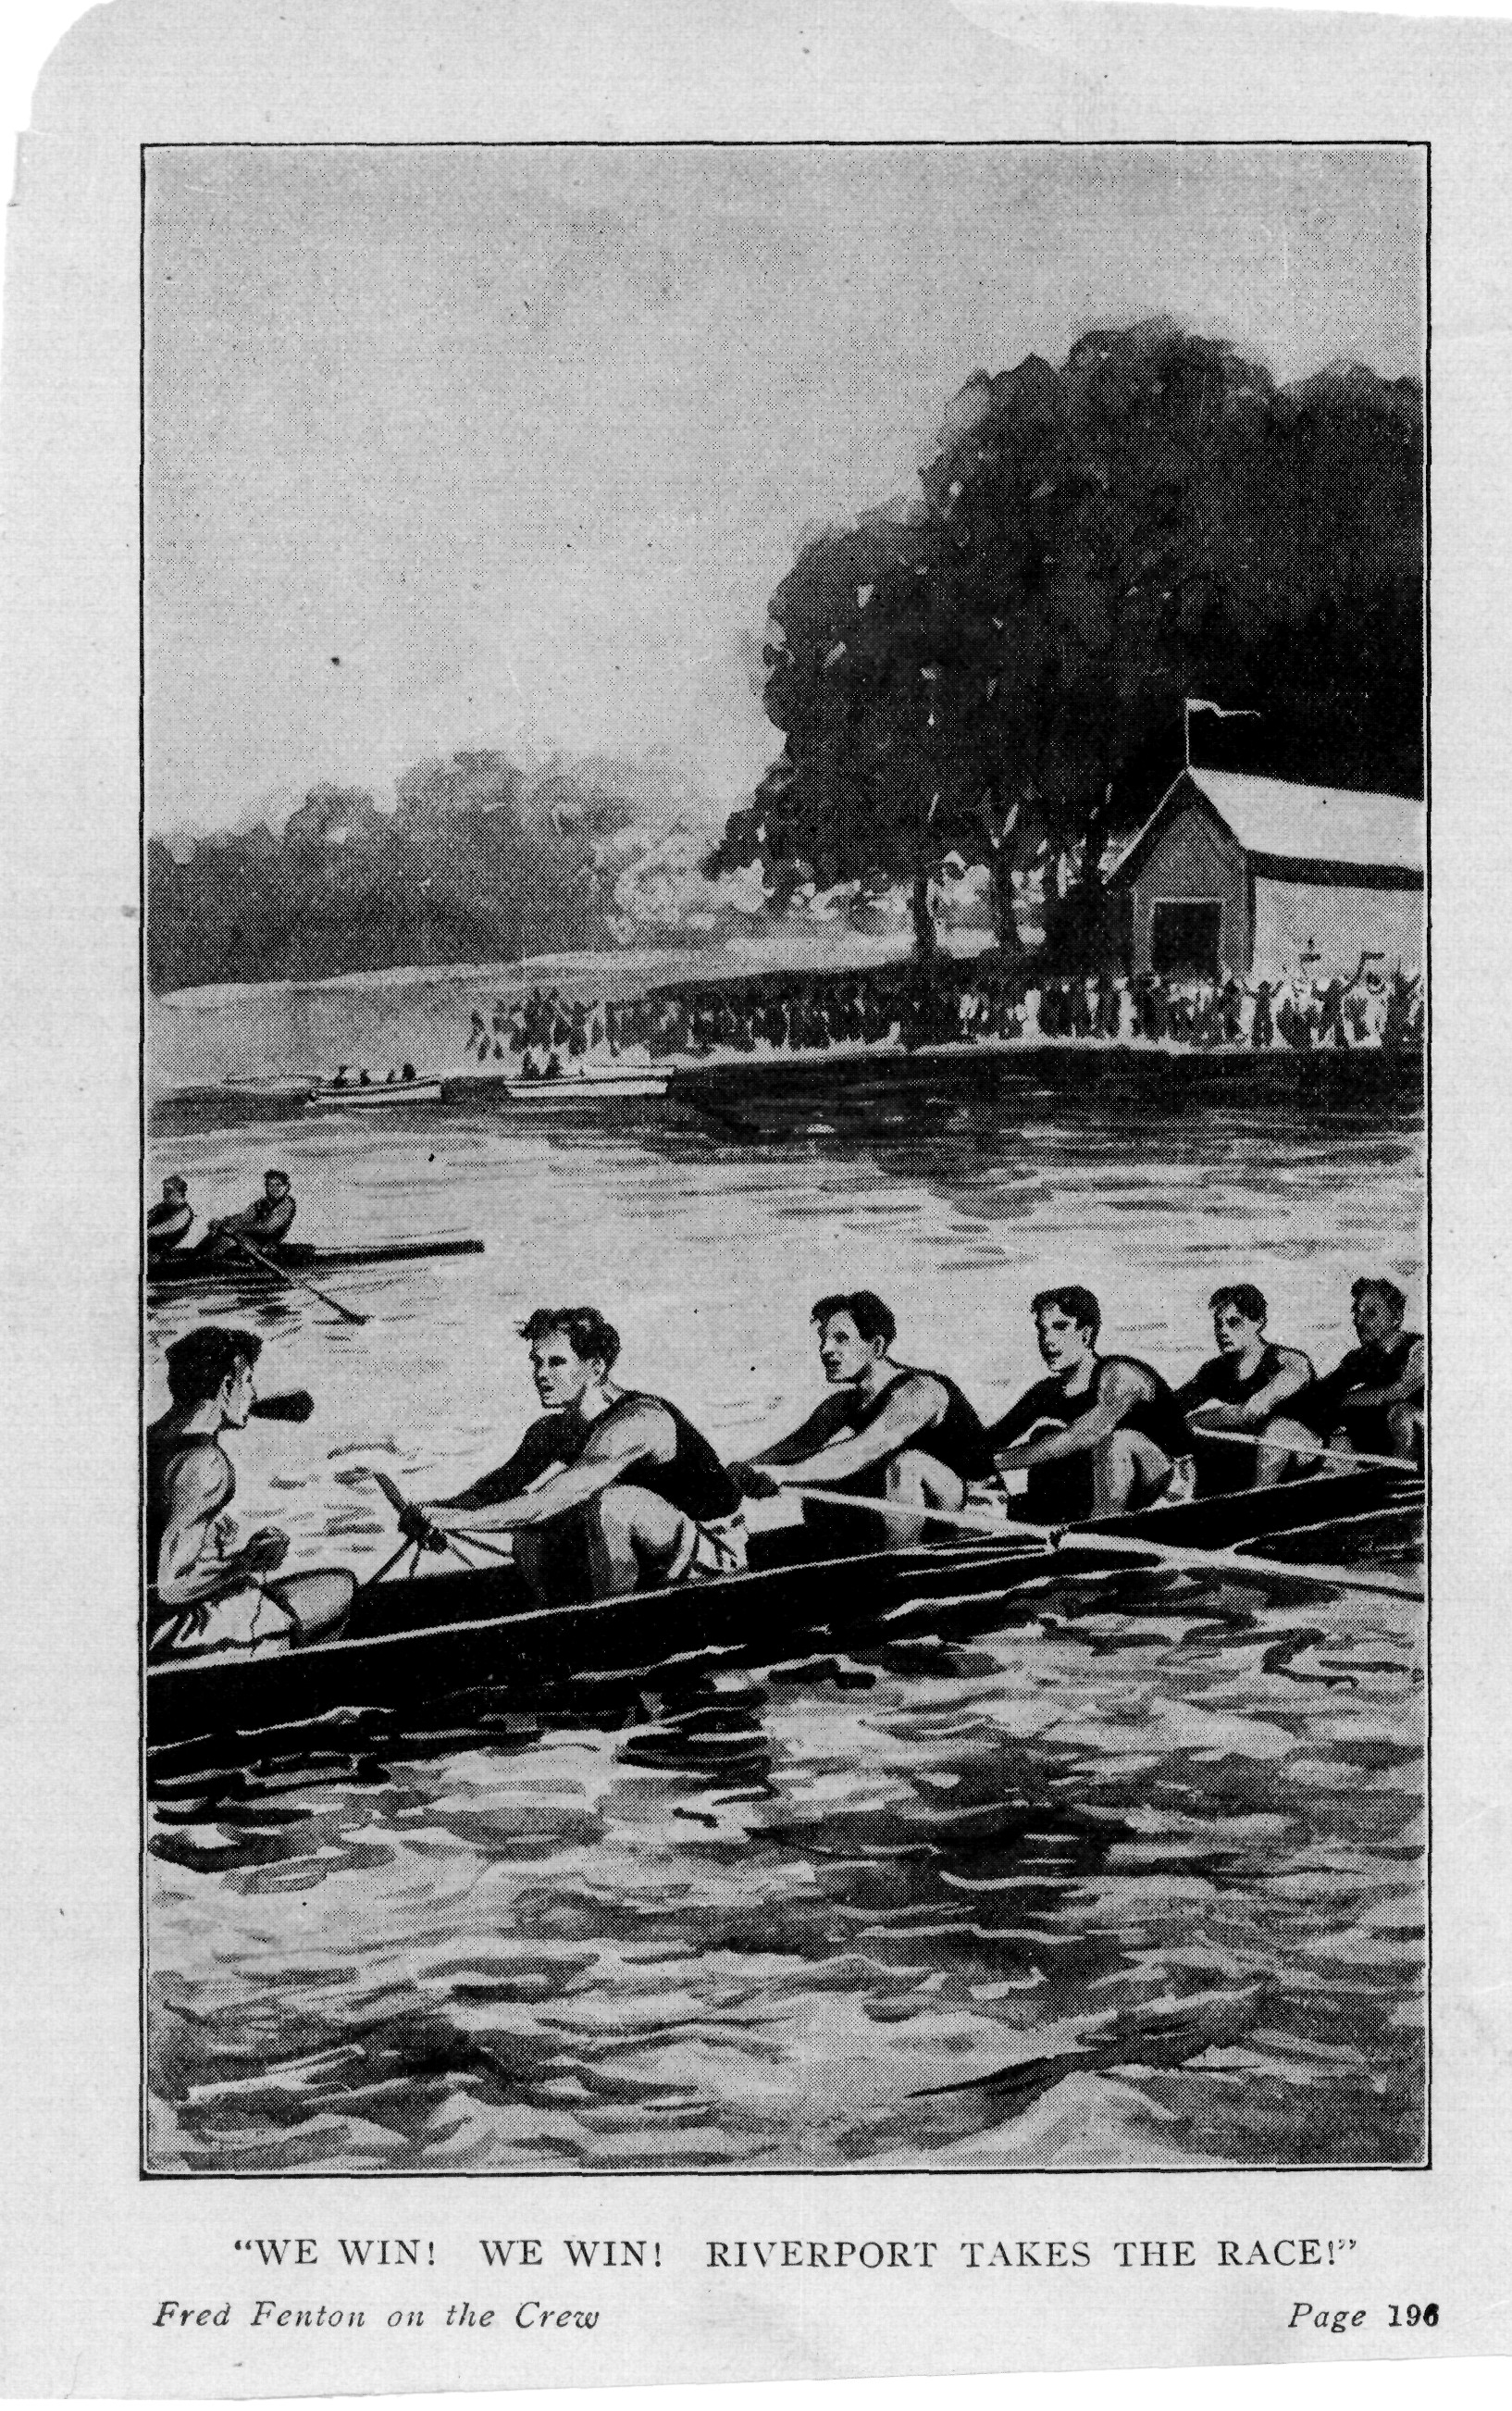 “WE WIN! WE WIN! RIVERPORT TAKES THE RACE!”
Fred Fenton on the Crew Page 196